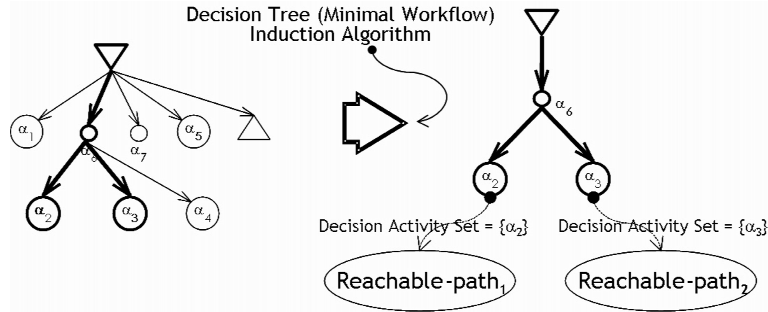 Decision Tree (Minimal Workflow)
Induction Algorithm
α1
α6
α7
α5
α2
α3
α4
α6
α2
α3
Decision Activity Set = {α2}
Decision Activity Set = {α3}
Reachable-path1
Reachable-path2